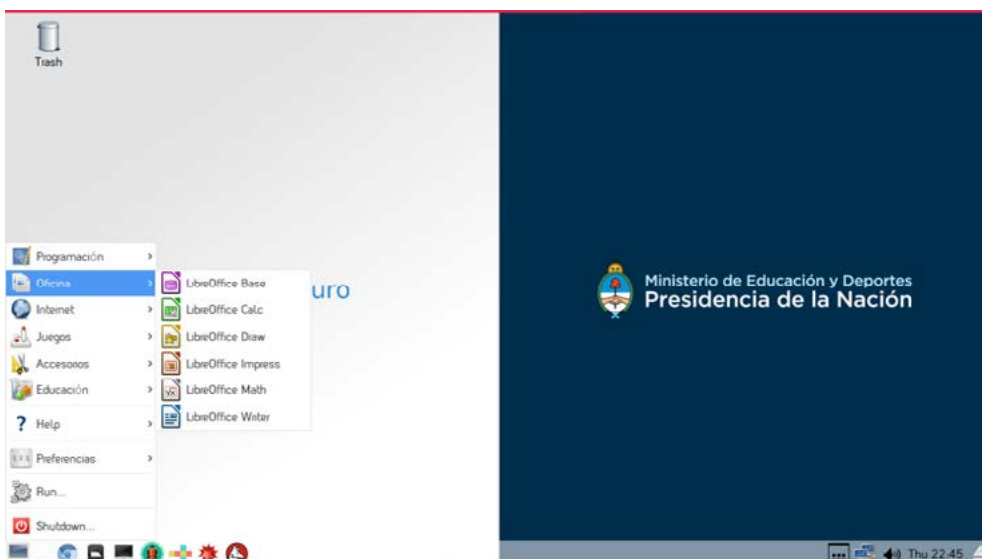 Trash
Programación
Oficina
Internet
Juegos
Accesorios
Educación
Help
Preferencias
Run...
Shutdown...
LibreOffice Base
LibreOffice Calc
LibreOffice Draw
LibreOffice Impress
LibreOffice Math
LibreOffice Writer
uro
Ministerio de Educación y Deportes
Presidencia de la Nación
Thu 22:45